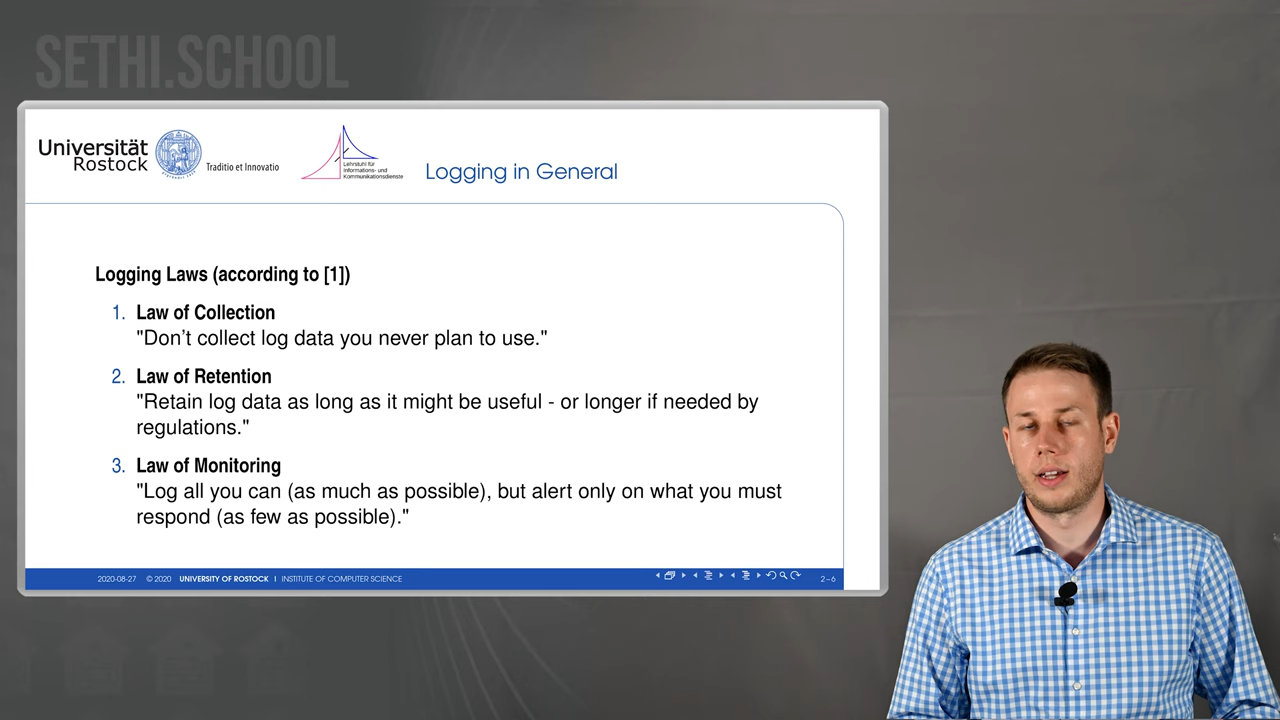 SETHI.SCHOOL
Universität
Rostock
Traditio et Innovatio
Lehrstuhl für
Informations- und
Kommunikationsdienste
Logging in General
Logging Laws (according to [1])
1. Law of Collection
"Don't collect log data you never plan to use."
2. Law of Retention
"Retain log data as long as it might be useful - or longer if needed by
regulations."
3. Law of Monitoring
"Log all you can (as much as possible), but alert only on what you must
respond (as few as possible)."
2020-08-27 © 2020 UNIVERSITY OF ROSTOCK | INSTITUTE OF COMPUTER SCIENCE 2–6